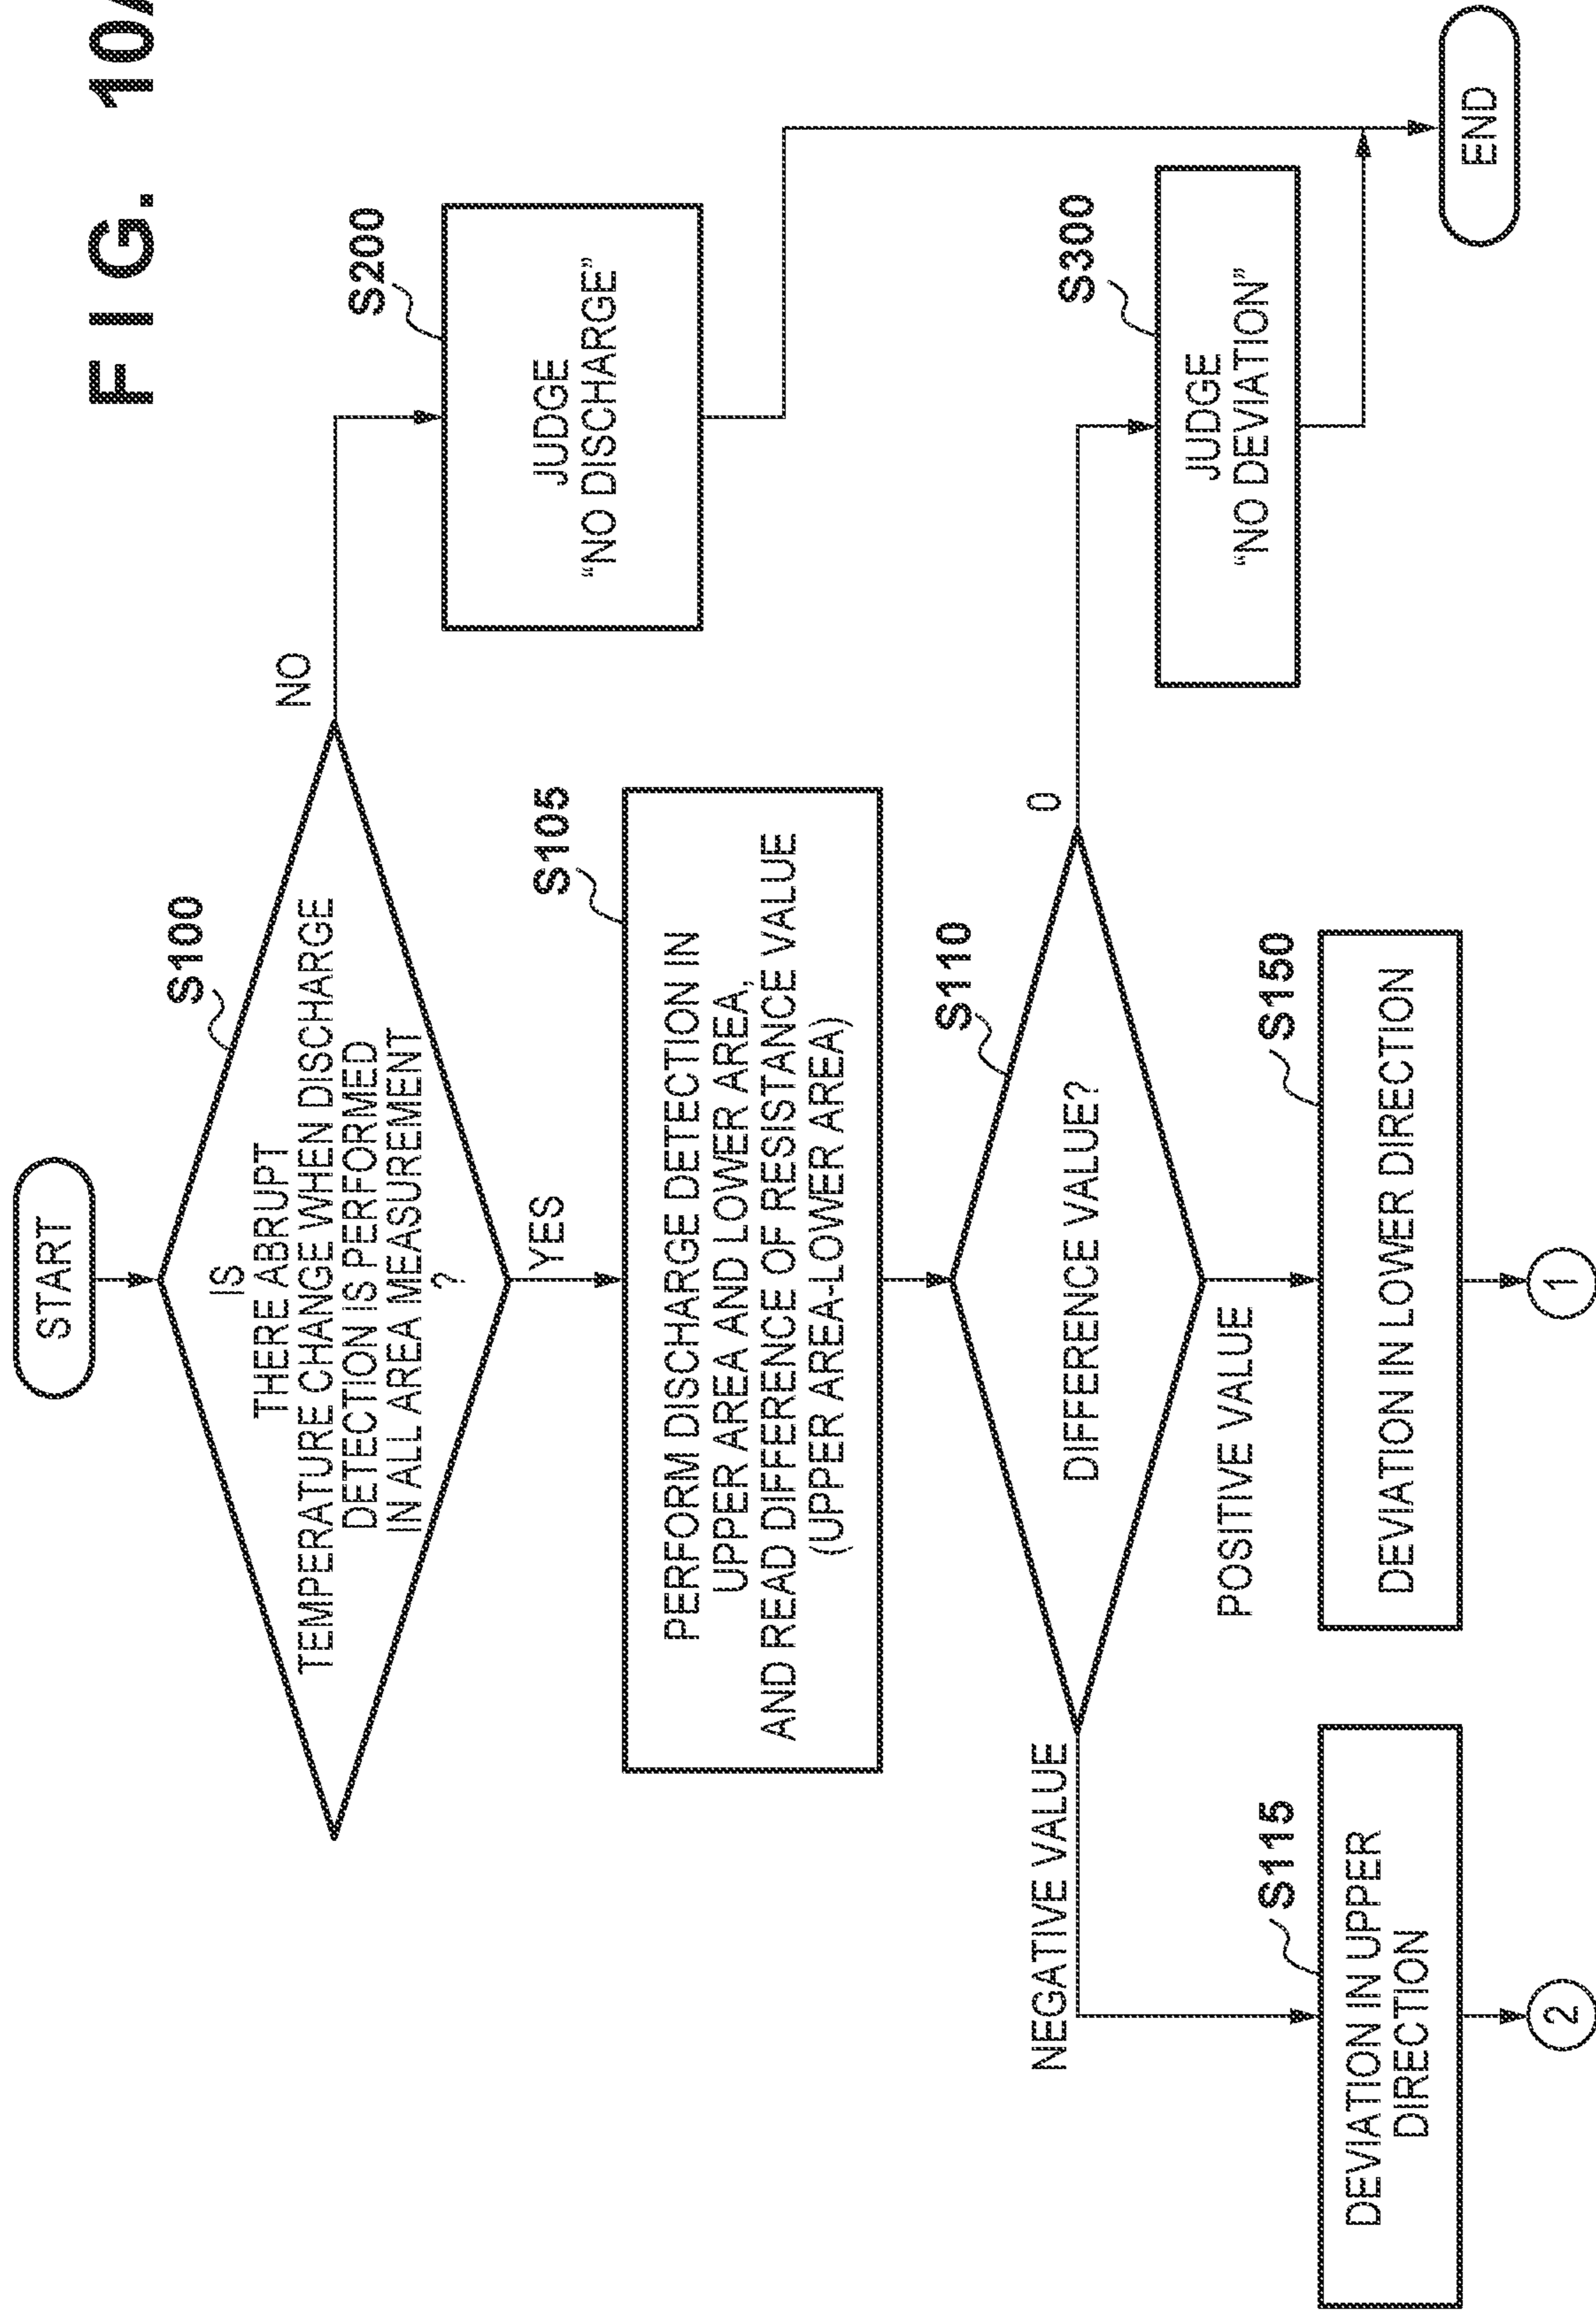 FIG. 10A
START
S100
IS
THERE ABRUPT
TEMPERATURE CHANGE WHEN DISCHARGE
DETECTION IS PERFORMED
IN ALL AREA MEASUREMENT
?
NO
YES
S200
JUDGE
“NO DISCHARGE”
S105
PERFORM DISCHARGE DETECTION IN
UPPER AREA AND LOWER AREA,
AND READ DIFFERENCE OF RESISTANCE VALUE
(UPPER AREA-LOWER AREA)
S110
DIFFERENCE VALUE?
0
NEGATIVE VALUE
POSITIVE VALUE
S300
JUDGE
“NO DEVIATION”
S115
DEVIATION IN UPPER
DIRECTION
S150
DEVIATION IN LOWER DIRECTION
END
2
1